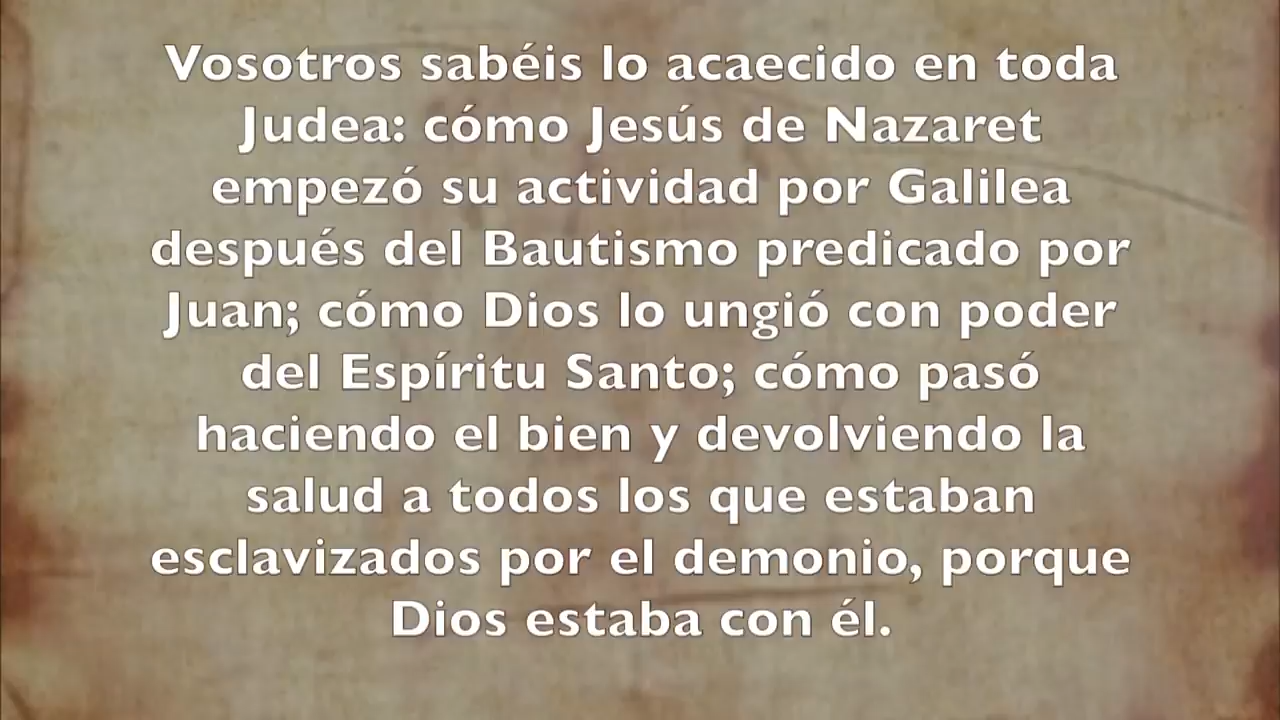 Vosotros sabéis lo acaecido en toda
Judea: cómo Jesús de Nazaret
empezó su actividad por Galilea
después del Bautismo predicado por
Juan; cómo Dios lo ungió con poder
del Espíritu Santo; cómo pasó
haciendo el bien y devolviendo la
salud a todos los que estaban
esclavizados por el demonio, porque
Dios estaba con él.